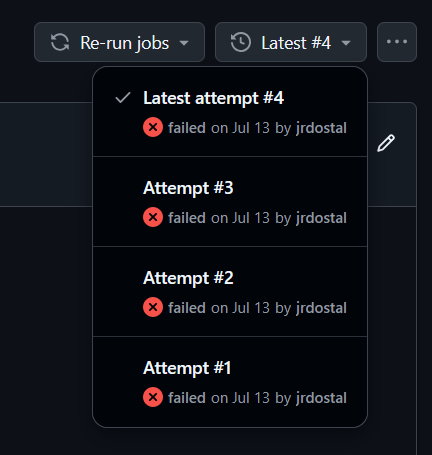 Re-run jobs
Latest #4
Latest attempt #4
failed on Jul 13 by jrdostal
Attempt #3
failed on Jul 13 by jrdostal
Attempt #2
failed on Jul 13 by jrdostal
Attempt #1
failed on Jul 13 by jrdostal